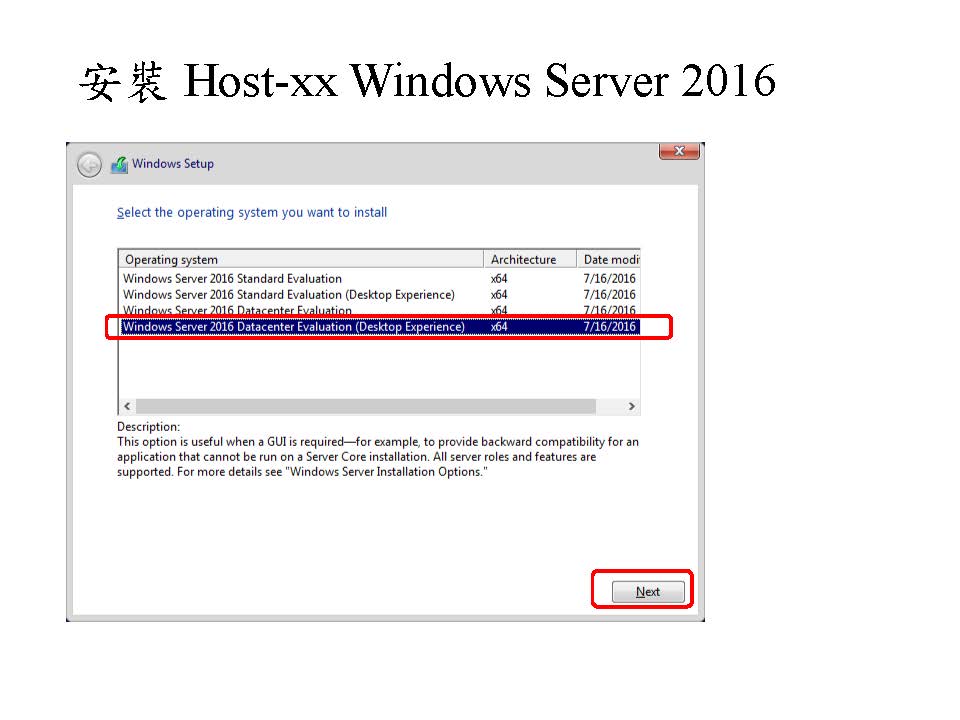 安裝 Host-xx Windows Server 2016
Windows Setup
Select the operating system you want to install
Operating system Architecture Date modi
Windows Server 2016 Standard Evaluation x64 7/16/2016
Windows Server 2016 Standard Evaluation (Desktop Experience) x64 7/16/2016
Windows Server 2016 Datacenter Evaluation x64 7/16/2016
Windows Server 2016 Datacenter Evaluation (Desktop Experience) x64 7/16/2016
Description:
This option is useful when a GUI is required—for example, to provide backward compatibility for an
application that cannot be run on a Server Core installation. All server roles and features are
supported. For more details see "Windows Server Installation Options."
Next